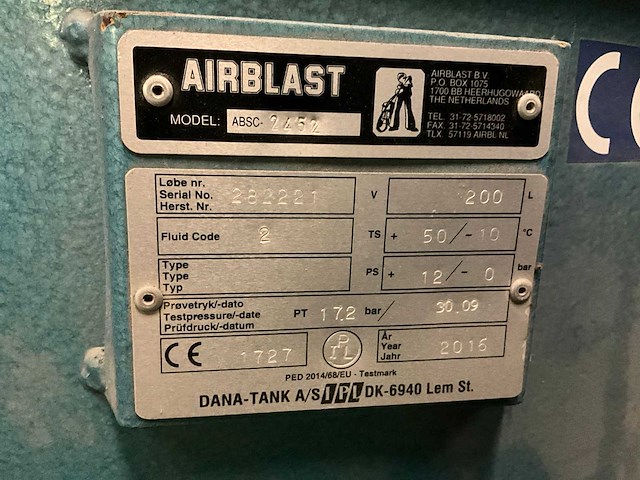 AIRBLAST
MODEL: ABSC- 2452
AIRBLAST B.V.
P.O. BOX 1075
1700 BB HEERHUGOWAARD
THE NETHERLANDS
TEL. 31-72-5718002
FAX. 31-72-5714340
TLX 57119 AIRBL NL
Løbe nr.
Serial No. 282221
Herst. Nr.
V 200 L
Fluid Code 2
TS + 50/-10 °C
Type
Type
Typ
PS + 12/-0 bar
Prøvetryk/-dato
Testpressure/-date PT 17.2 bar/ 30.09
Prüfdruck/-datum
CE 1727
P
T L
År
Year 2016
Jahr
PED 2014/68/EU - Testmark
DANA-TANK A/S IPL DK-6940 Lem St.